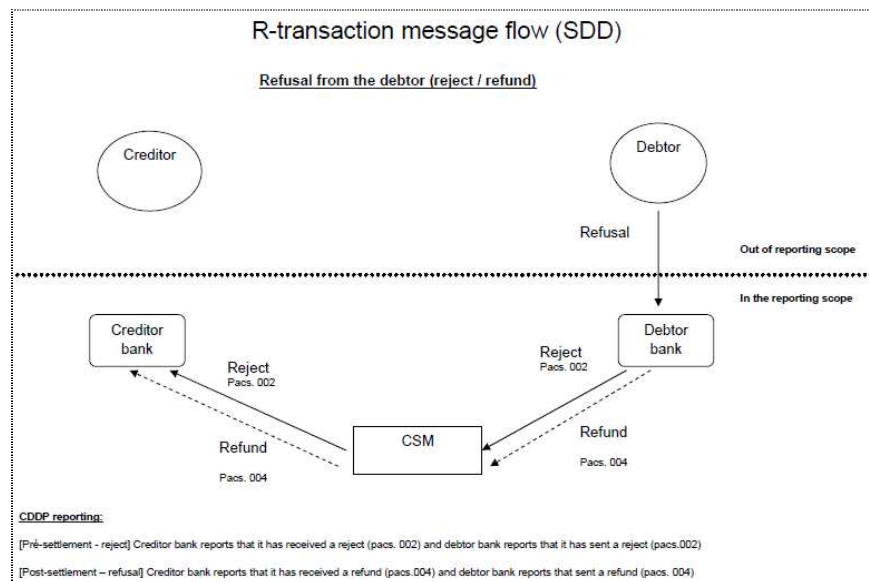 R-transaction message flow (SDD)
Refusal from the debtor (reject / refund)
Creditor
Debtor
Refusal
Out of reporting scope
In the reporting scope
Creditor
bank
Debtor
bank
Reject
Pacs. 002
Reject
Pacs. 002
Refund
Pacs. 004
CSM
Refund
Pacs. 004
CDDP reporting:
[Pré-settlement - reject] Creditor bank reports that it has received a reject (pacs. 002) and debtor bank reports that it has sent a reject (pacs.002)
[Post-settlement – refusal] Creditor bank reports that it has received a refund (pacs.004) and debtor bank reports that sent a refund (pacs. 004)